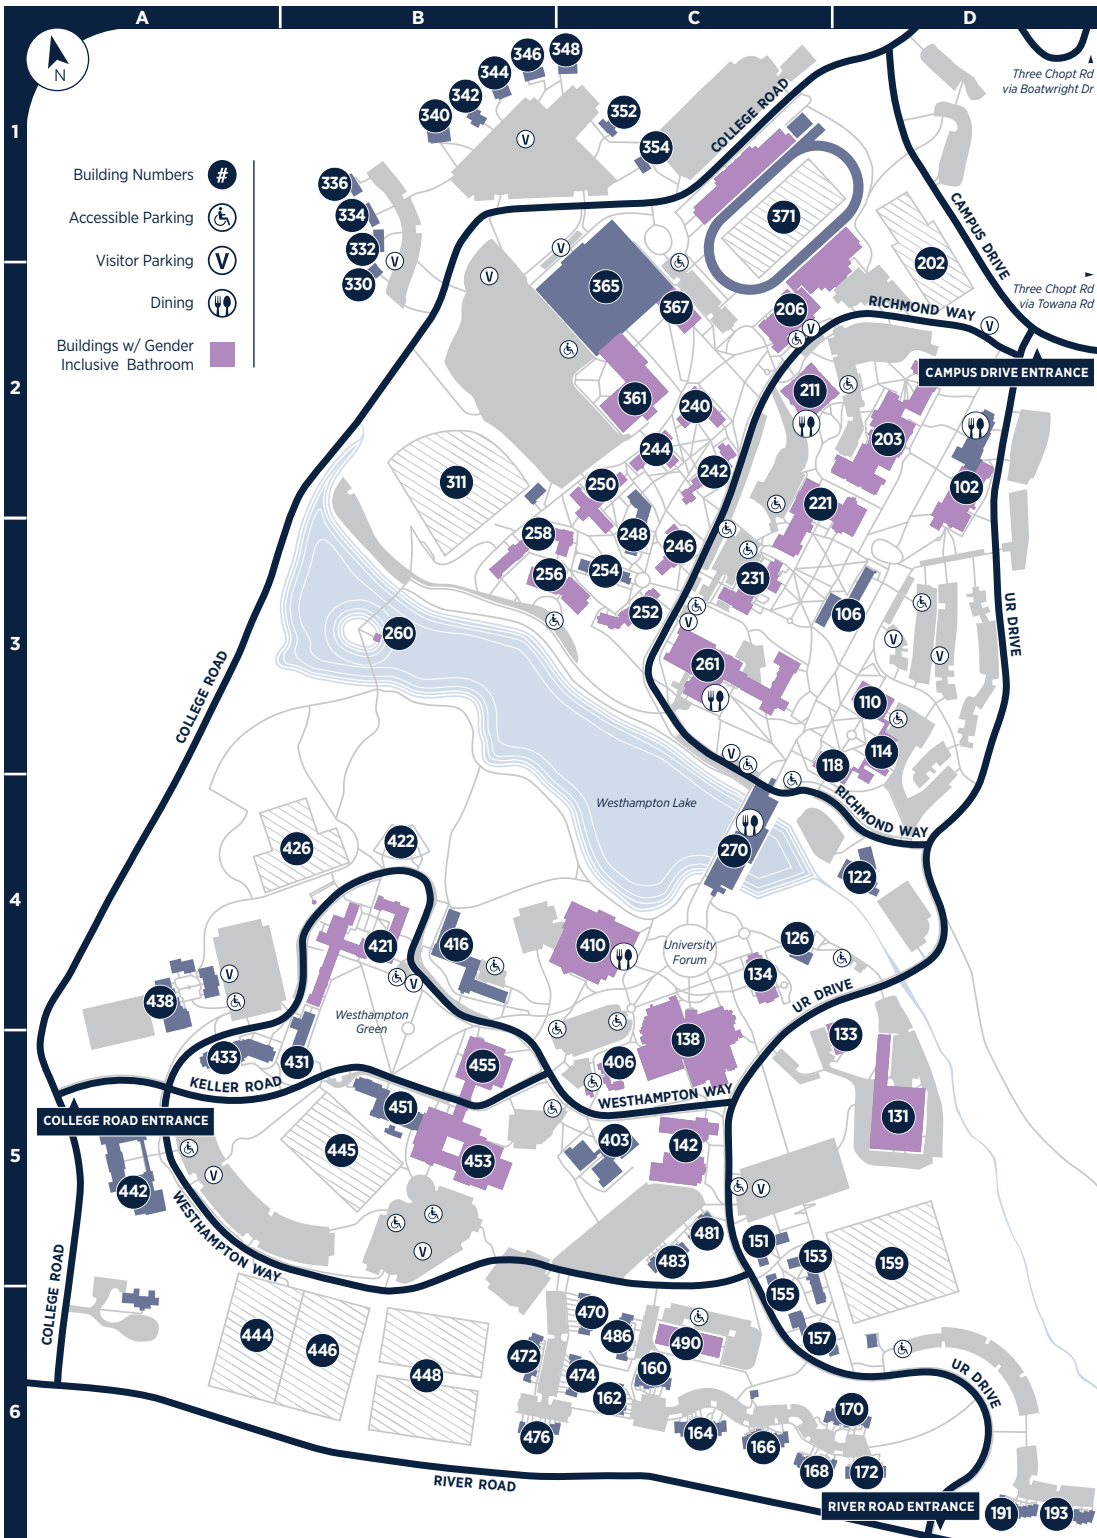 A
B
C
D
1
2
3
4
5
6
N
Building Numbers
#
Accessible Parking
Visitor Parking
V
Dining
Buildings w/ Gender
Inclusive Bathroom
Three Chopt Rd
via Boatwright Dr
Three Chopt Rd
via Towana Rd
COLLEGE ROAD
CAMPUS DRIVE
RICHMOND WAY
CAMPUS DRIVE ENTRANCE
UR DRIVE
COLLEGE ROAD
RICHMOND WAY
Westhampton Lake
University
Forum
UR DRIVE
Westhampton
Green
KELLER ROAD
WESTHAMPTON WAY
COLLEGE ROAD ENTRANCE
WESTHAMPTON WAY
COLLEGE ROAD
UR DRIVE
RIVER ROAD
RIVER ROAD ENTRANCE
348
346
344
342
340
352
354
336
334
332
330
V
V
V
V
371
202
365
367
206
V
V
361
240
211
203
244
242
102
311
250
221
258
248
246
256
254
231
252
106
V
260
261
V
V
110
114
118
V
270
122
426
422
421
416
410
126
134
V
V
438
133
138
433
431
455
406
131
451
445
453
403
142
V
V
442
V
481
483
151
153
155
159
157
444
446
448
470
486
490
472
474
160
162
476
164
166
170
168
172
191
193